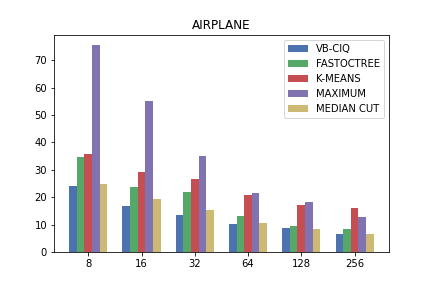 AIRPLANE
VB-CIQ
FASTOCTREE
K-MEANS
MAXIMUM
MEDIAN CUT
70
60
50
40
30
20
10
0
8 16 32 64 128 256